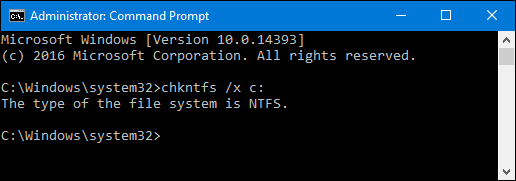 Administrator: Command Prompt
Microsoft Windows [Version 10.0.14393]
(c) 2016 Microsoft Corporation. All rights reserved.
C:\Windows\system32>chkntfs /x c:
The type of the file system is NTFS.
C:\Windows\system32>